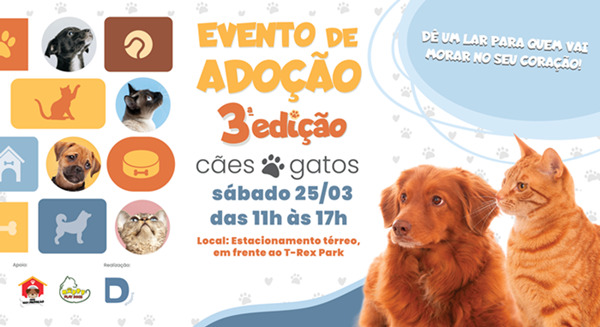 EVENTO DE
ADOÇÃO
3ª edição
cães gatos
sábado 25/03
das 11h às 17h
Local: Estacionamento térreo,
em frente ao T-Rex Park
DÊ UM LAR PARA QUEM VAI
MORAR NO SEU CORAÇÃO!
Apoio:
Realização:
D